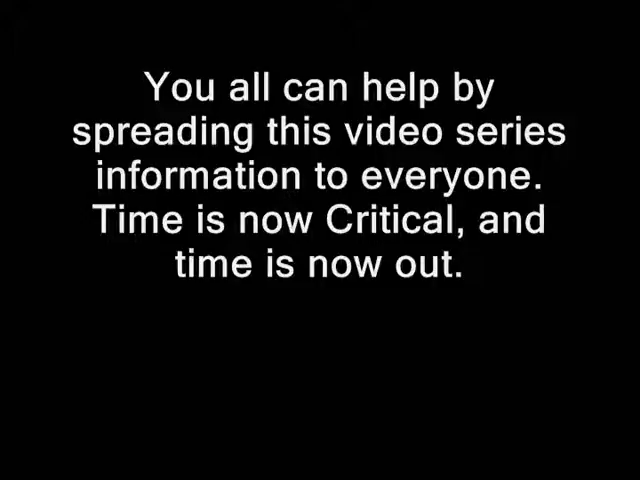 You all can help by
spreading this video series
information to everyone.
Time is now Critical, and
time is now out.